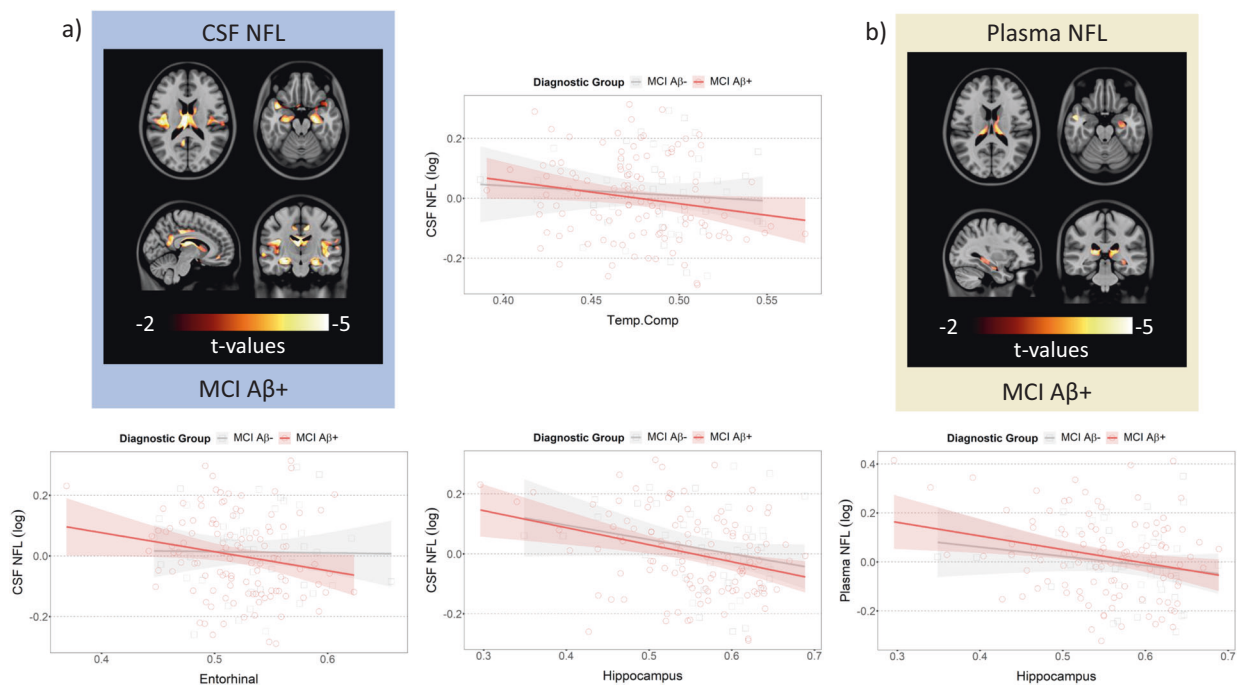 a)
CSF NFL
-2
-5
t-values
MCI Aβ+
Diagnostic Group MCI Aβ- MCI Aβ+
CSF NFL (log)
0.2
0.0
-0.2
0.40 0.45 0.50 0.55
Temp.Comp
b)
Plasma NFL
-2
-5
t-values
MCI Aβ+
Diagnostic Group MCI Aβ- MCI Aβ+
CSF NFL (log)
0.2
0.0
-0.2
0.4 0.5 0.6
Entorhinal
Diagnostic Group MCI Aβ- MCI Aβ+
CSF NFL (log)
0.2
0.0
-0.2
0.3 0.4 0.5 0.6 0.7
Hippocampus
Diagnostic Group MCI Aβ- MCI Aβ+
Plasma NFL (log)
0.4
0.2
0.0
-0.2
0.3 0.4 0.5 0.6 0.7
Hippocampus